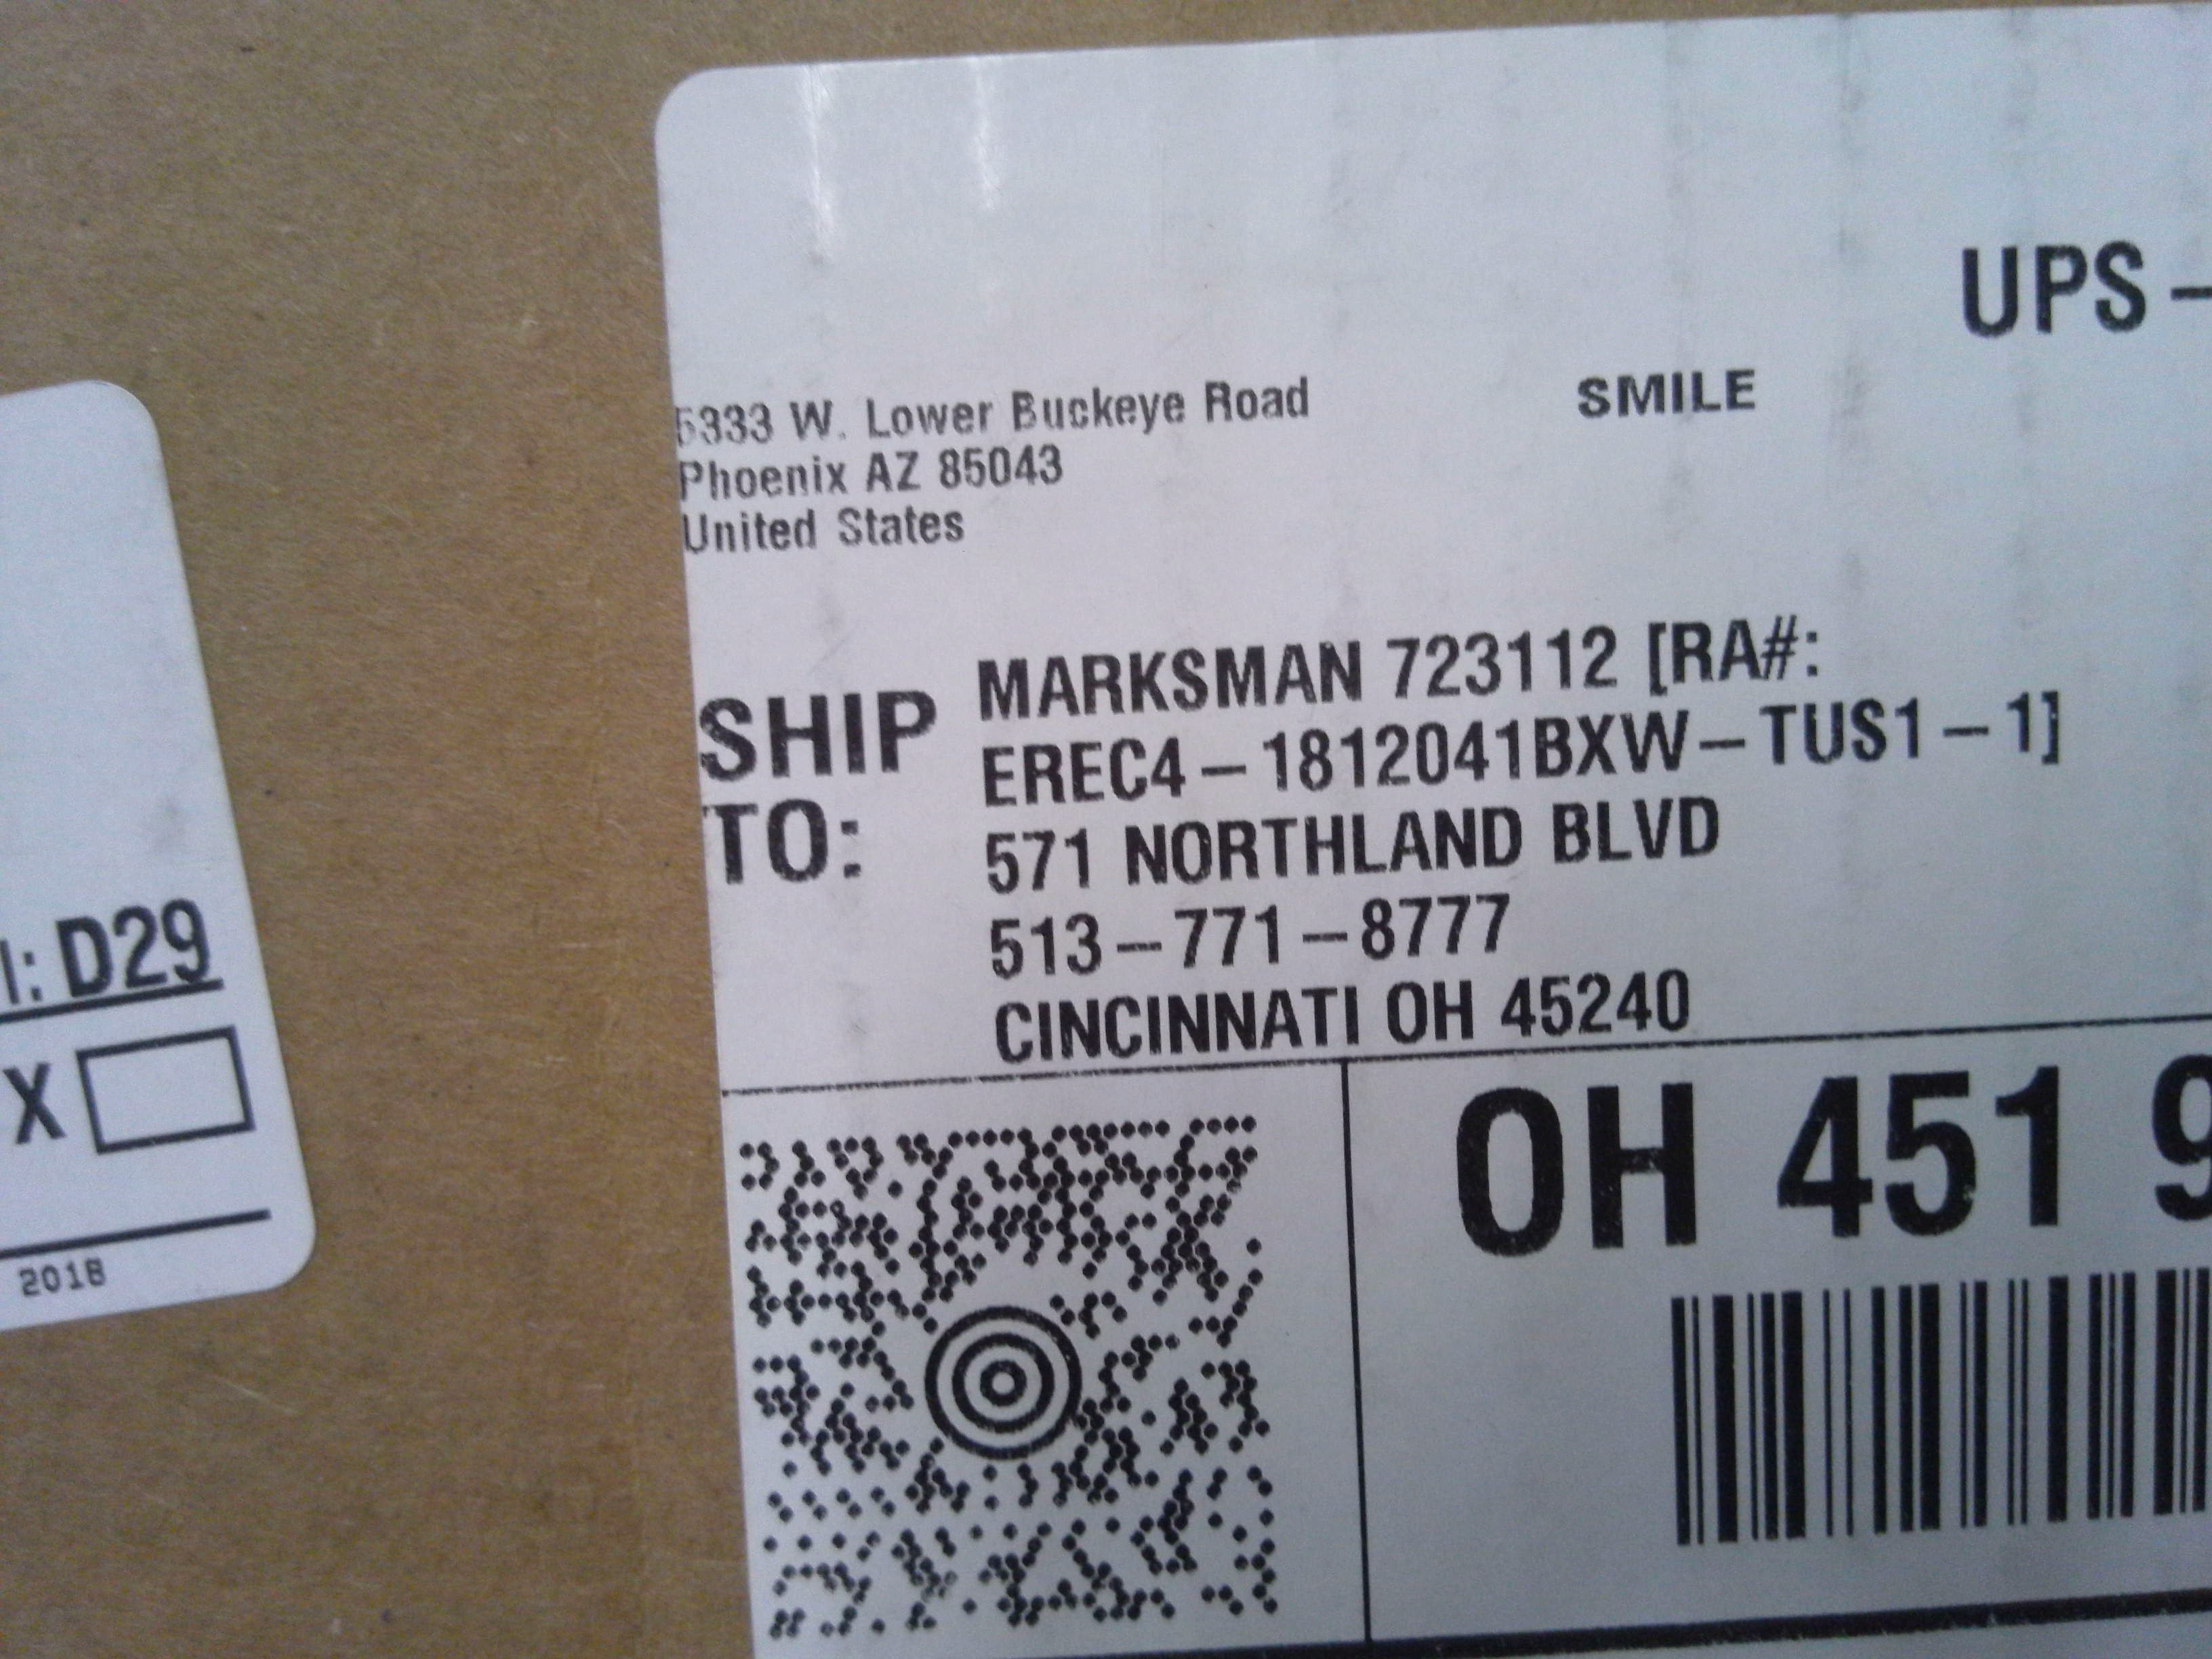 UPS-
SMILE
5333 W. Lower Buckeye Road
Phoenix AZ 85043
United States
SHIP
TO:
MARKSMAN 723112 [RA#:
EREC4-1812041BXW-TUS1-1]
571 NORTHLAND BLVD
513-771-8777
CINCINNATI OH 45240
OH 451 9
I: D29
X
2018